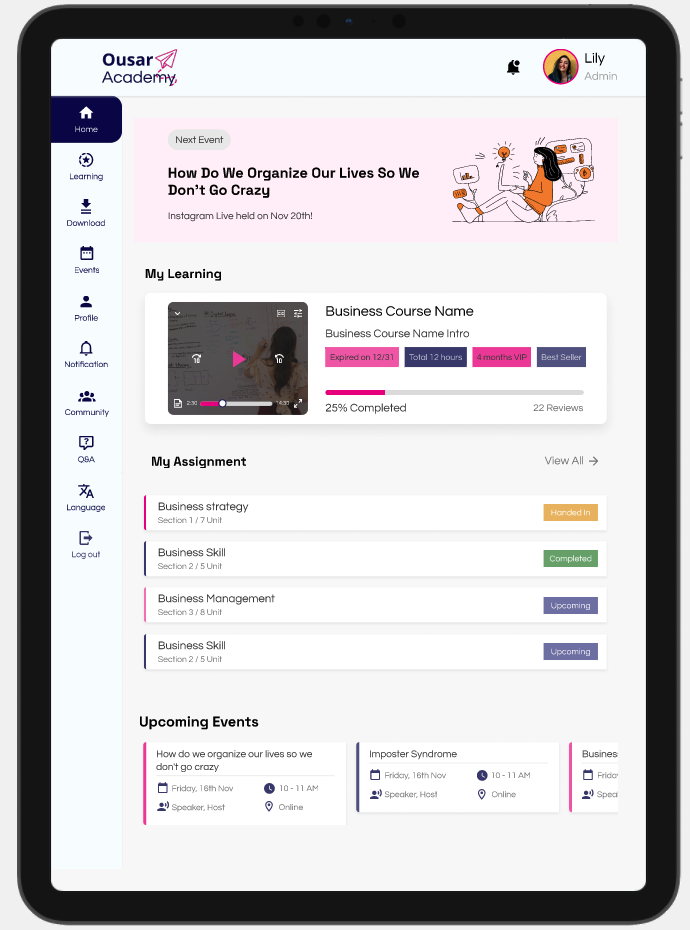 Ousar
Academy
Lily
Admin
Home
Learning
Download
Events
Profile
Notification
Community
Q&A
Language
Log out
Next Event
How Do We Organize Our Lives So We
Don't Go Crazy
Instagram Live held on Nov 20th!
My Learning
10
10
2:30
14:30
Business Course Name
Business Course Name Intro
Expired on 12/31
Total 12 hours
4 months VIP
Best Seller
25% Completed
22 Reviews
My Assignment
View All
Business strategy
Section 1 / 7 Unit
Handed In
Business Skill
Section 2 / 5 Unit
Completed
Business Management
Section 3 / 8 Unit
Upcoming
Business Skill
Section 2 / 5 Unit
Upcoming
Upcoming Events
How do we organize our lives so we
don't go crazy
Friday, 16th Nov
10 - 11 AM
Speaker, Host
Online
Imposter Syndrome
Friday, 16th Nov
10 - 11 AM
Speaker, Host
Online
Busines
Friday
Spea